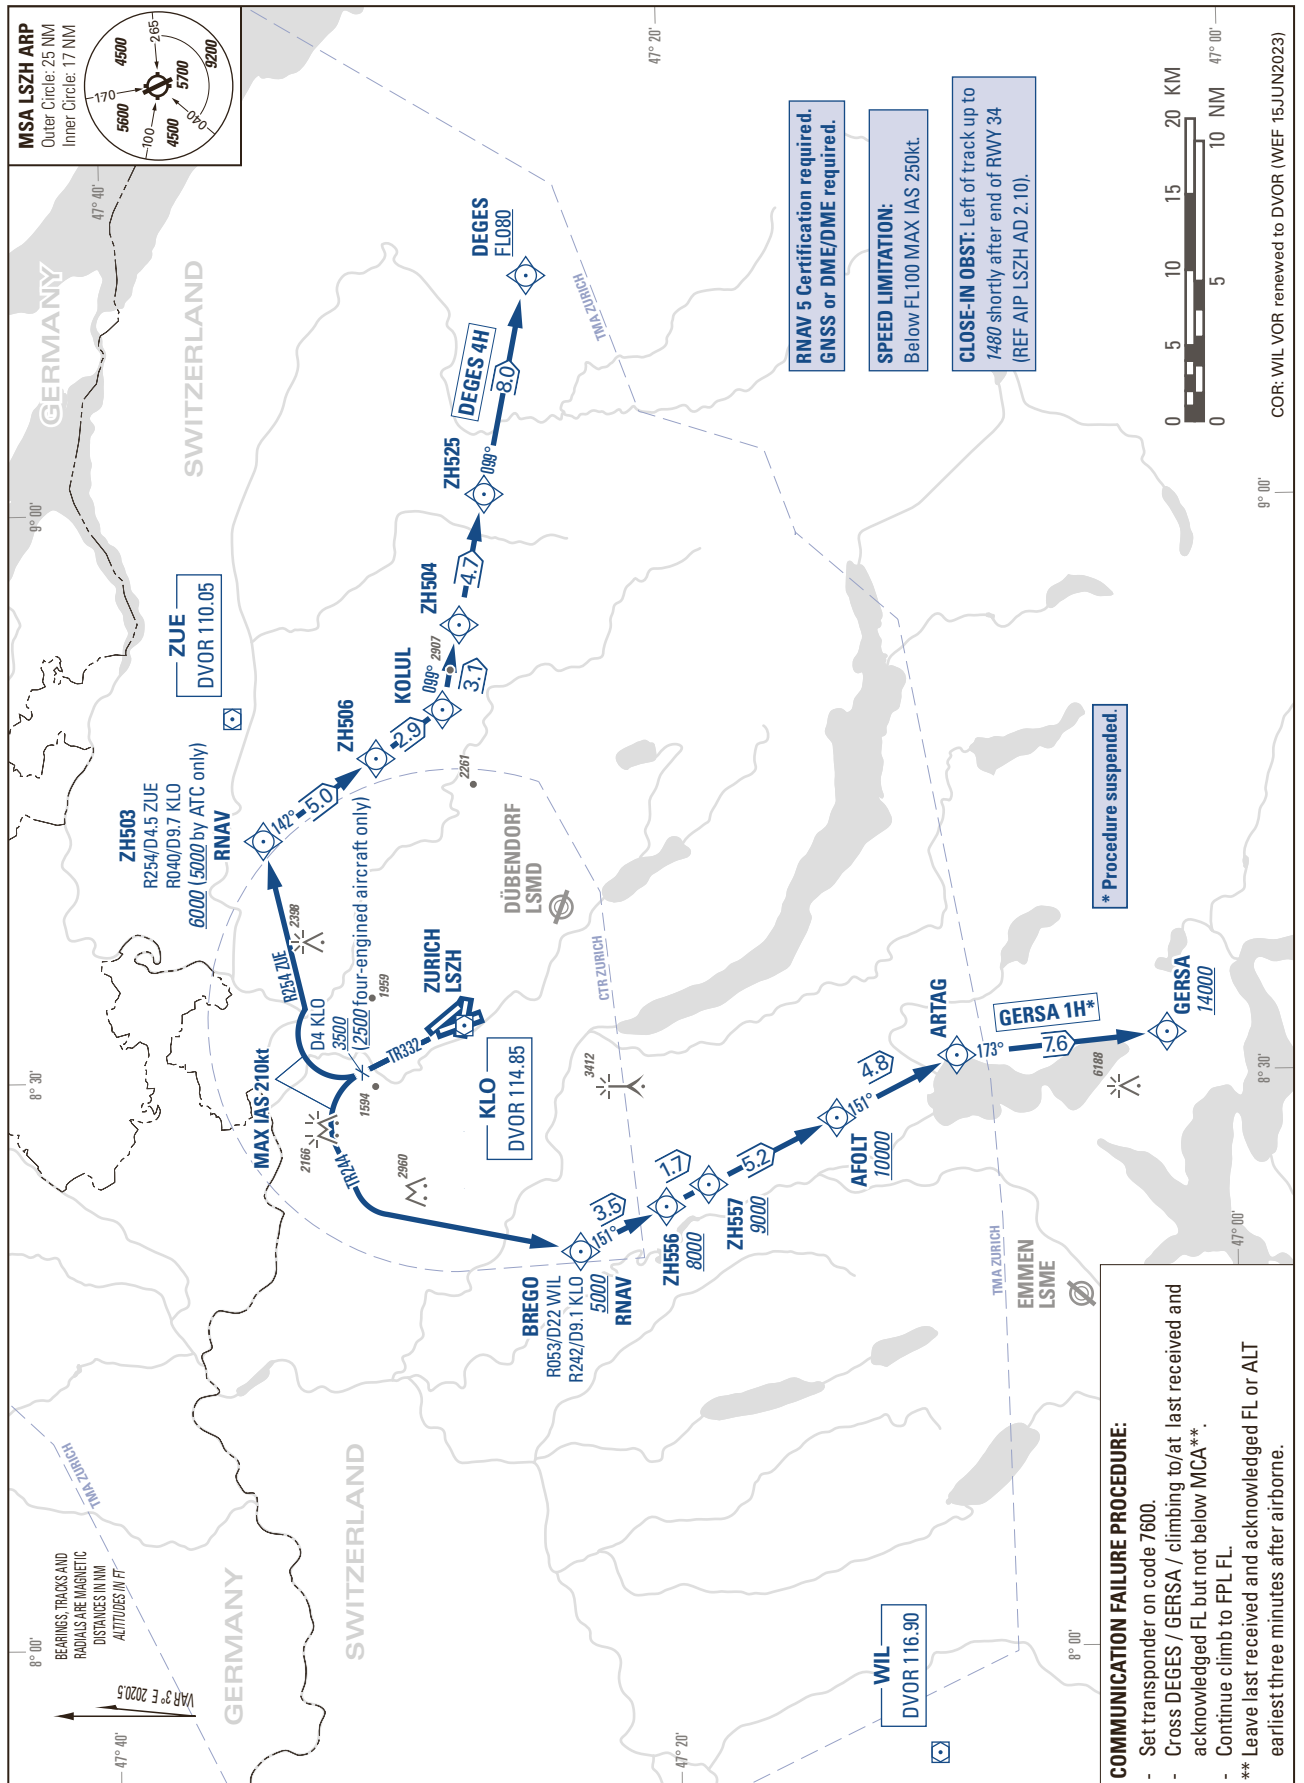 MSA LSZH ARP
Outer Circle: 25 NM
Inner Circle: 17 NM
170
265
100
040
5600
4500
5700
9200
4500
BEARINGS, TRACKS AND
RADIALS ARE MAGNETIC
DISTANCES IN NM
ALTITUDES IN FT
VAR 3° E 2020.5
8° 00'
8° 30'
9° 00'
47° 40'
47° 40'
47° 20'
47° 20'
47° 00'
47° 00'
8° 00'
8° 30'
9° 00'
GERMANY
SWITZERLAND
GERMANY
SWITZERLAND
TMA ZURICH
TMA ZURICH
TMA ZURICH
CTR ZURICH
ZH503
R254/D4.5 ZUE
R040/D9.7 KLO
6000 (5000 by ATC only)
RNAV
ZUE
DVOR 110.05
142°
5.0
ZH506
2.9
KOLUL
099°
2907
3.1
ZH504
4.7
ZH525
099°
8.0
DEGES 4H
DEGES
FL080
R254 ZUE
2398
MAX IAS:210kt
D4 KLO
3500
(2500 four-engined aircraft only)
1959
1594
2261
TR332
ZURICH
LSZH
KLO
DVOR 114.85
DÜBENDORF
LSMD
2166
TR244
2960
3412
BREGO
R053/D22 WIL
R242/D9.1 KLO
5000
RNAV
151°
3.5
ZH556
8000
1.7
ZH557
9000
5.2
AFOLT
10000
151°
4.8
ARTAG
173°
GERSA 1H*
7.6
6188
GERSA
14000
EMMEN
LSME
WIL
DVOR 116.90
RNAV 5 Certification required.
GNSS or DME/DME required.
SPEED LIMITATION:
Below FL100 MAX IAS 250kt.
CLOSE-IN OBST: Left of track up to
1480 shortly after end of RWY 34
(REF AIP LSZH AD 2.10).
* Procedure suspended.
0 5 10 15 20 KM
0 5 10 NM
COMMUNICATION FAILURE PROCEDURE:
- Set transponder on code 7600.
- Cross DEGES / GERSA / climbing to/at last received and
acknowledged FL but not below MCA**.
- Continue climb to FPL FL.
** Leave last received and acknowledged FL or ALT
earliest three minutes after airborne.
COR: WIL VOR renewed to DVOR (WEF 15JUN2023)